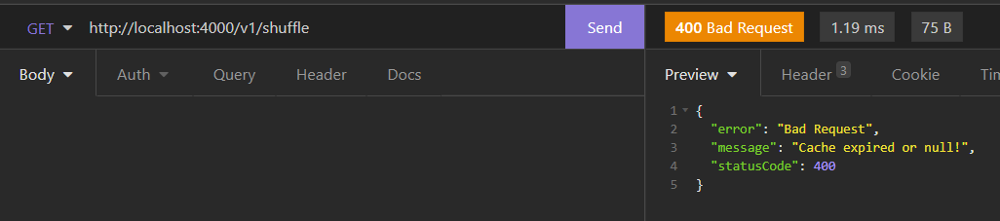 GET http://localhost:4000/v1/shuffle Send 400 Bad Request 1.19 ms 75 B
Body Auth Query Header Docs Preview Header 3 Cookie Tim
1 {
2 "error": "Bad Request",
3 "message": "Cache expired or null!",
4 "statusCode": 400
5 }